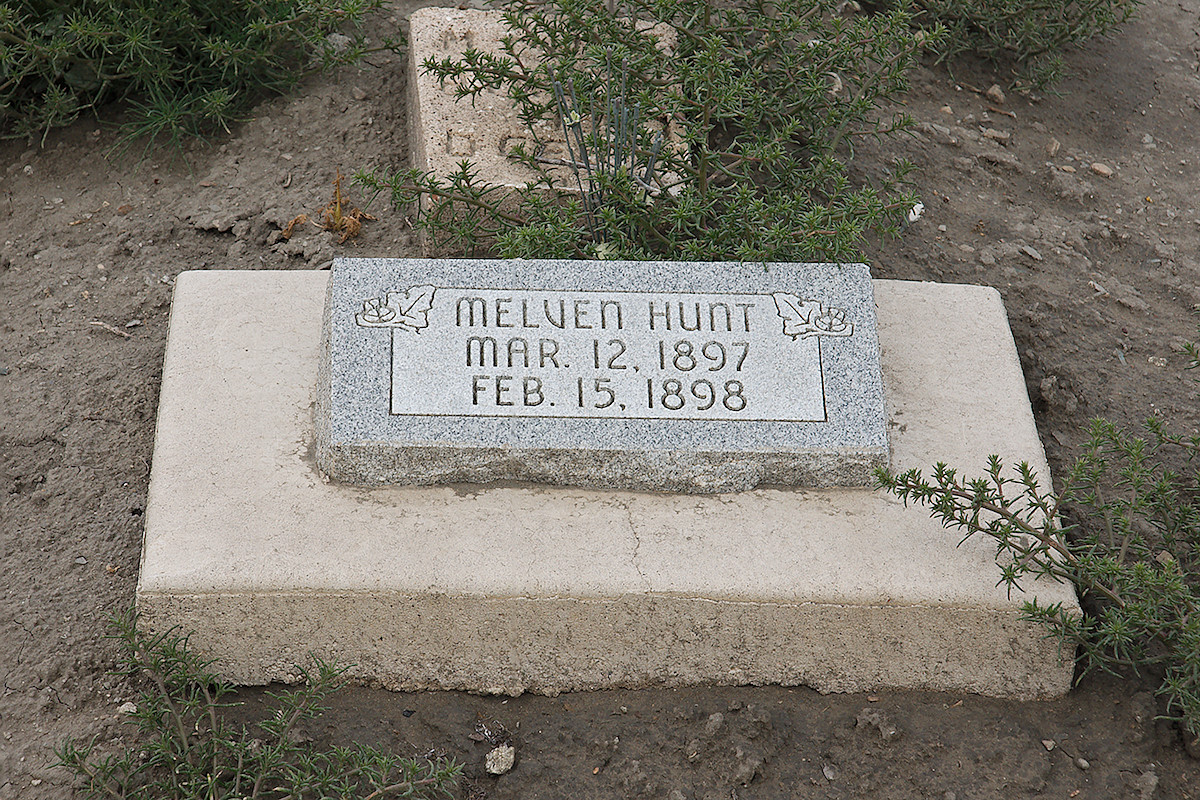 MELVEN HUNT
MAR. 12, 1897
FEB. 15, 1898